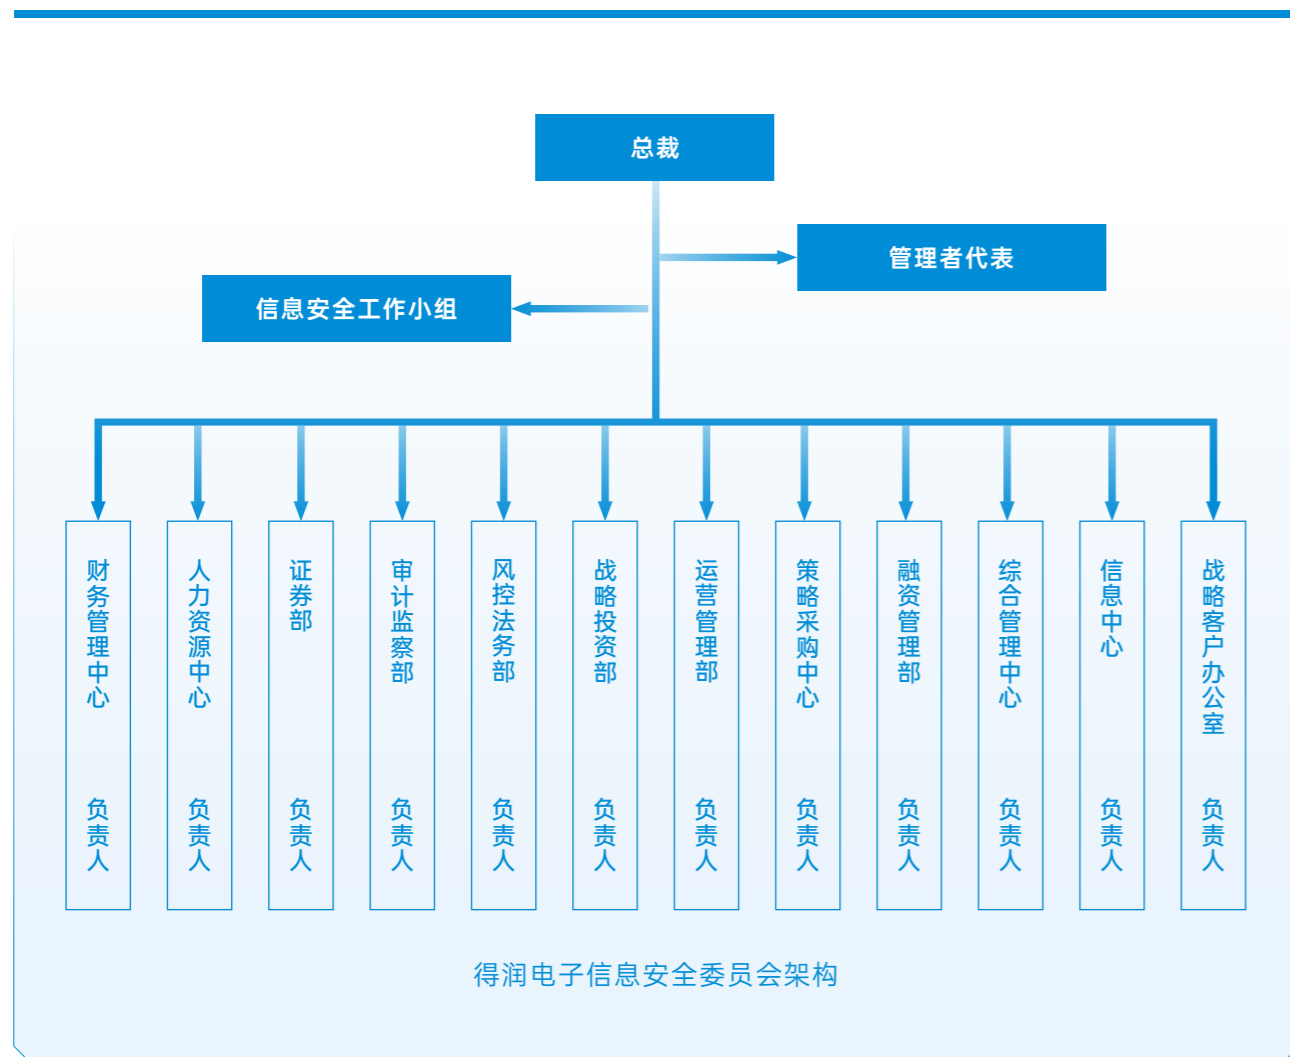 总裁
管理者代表
信息安全工作小组
财务管理中心 负责人
人力资源中心 负责人
证券部 负责人
审计监察部 负责人
风控法务部 负责人
战略投资部 负责人
运营管理部 负责人
策略采购中心 负责人
融资管理部 负责人
综合管理中心 负责人
信息中心 负责人
战略客户办公室 负责人
得润电子信息安全委员会架构